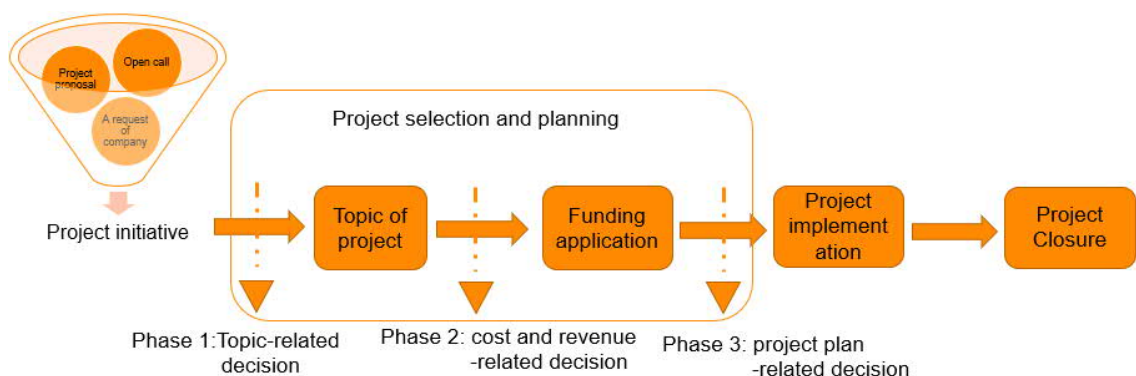 Open call
Project
proposal
A request
of
company
Project initiative
Project selection and planning
Topic of
project
Funding
application
Project
implement
ation
Project
Closure
Phase 1:Topic-related
decision
Phase 2: cost and revenue
-related decision
Phase 3: project plan
-related decision